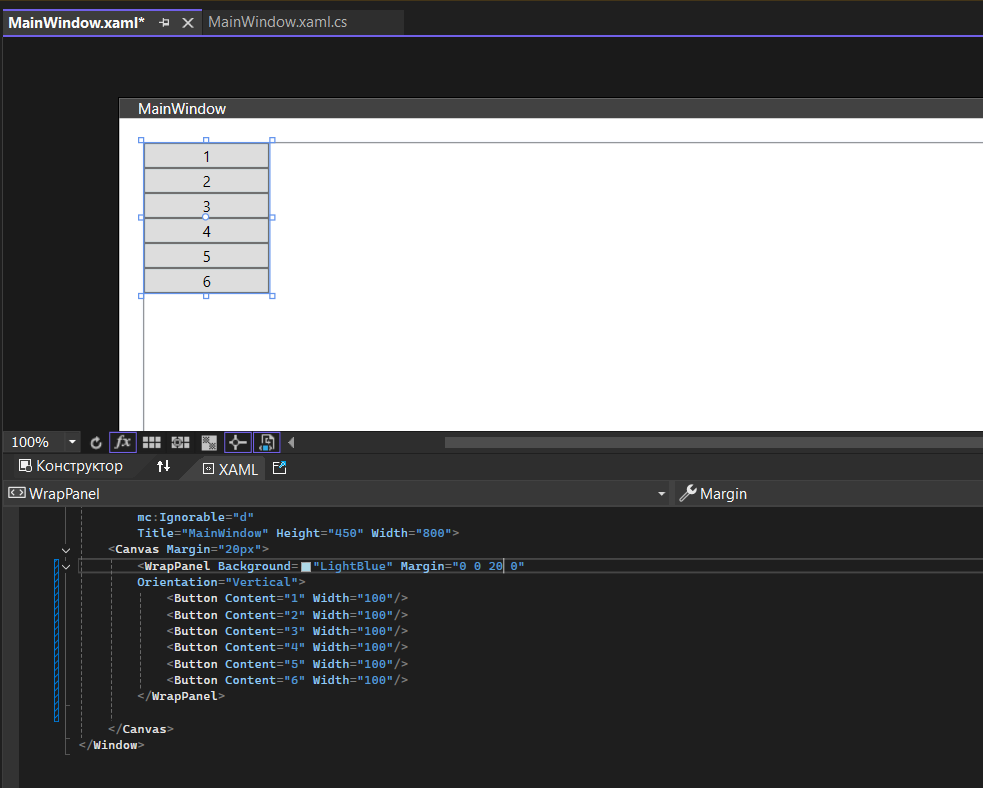 MainWindow.xaml* MainWindow.xaml.cs
MainWindow
1
2
3
4
5
6
100% fx
Конструктор XAML
WrapPanel Margin
mc:Ignorable="d"
Title="MainWindow" Height="450" Width="800">
<Canvas Margin="20px">
<WrapPanel Background="LightBlue" Margin="0 0 20 0"
Orientation="Vertical">
<Button Content="1" Width="100"/>
<Button Content="2" Width="100"/>
<Button Content="3" Width="100"/>
<Button Content="4" Width="100"/>
<Button Content="5" Width="100"/>
<Button Content="6" Width="100"/>
</WrapPanel>
</Canvas>
</Window>